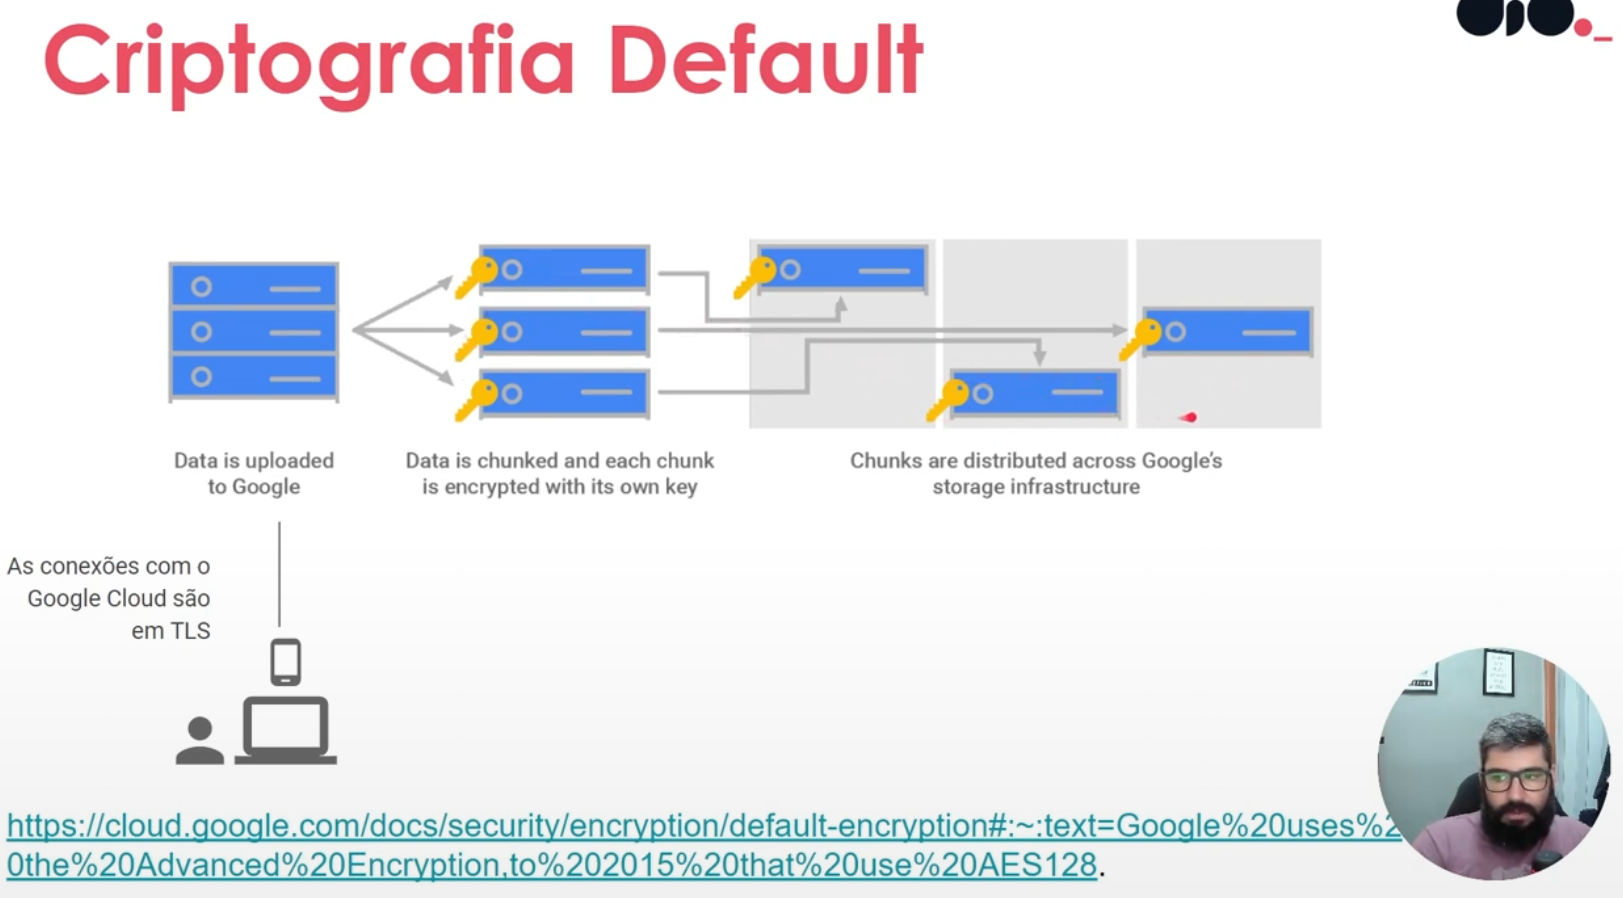 Criptografia Default
Data is uploaded
to Google
Data is chunked and each chunk
is encrypted with its own key
Chunks are distributed across Google's
storage infrastructure
As conexões com o
Google Cloud são
em TLS
https://cloud.google.com/docs/security/encryption/default-encryption#:~:text=Google%20uses%2
0the%20Advanced%20Encryption,to%202015%20that%20use%20AES128.